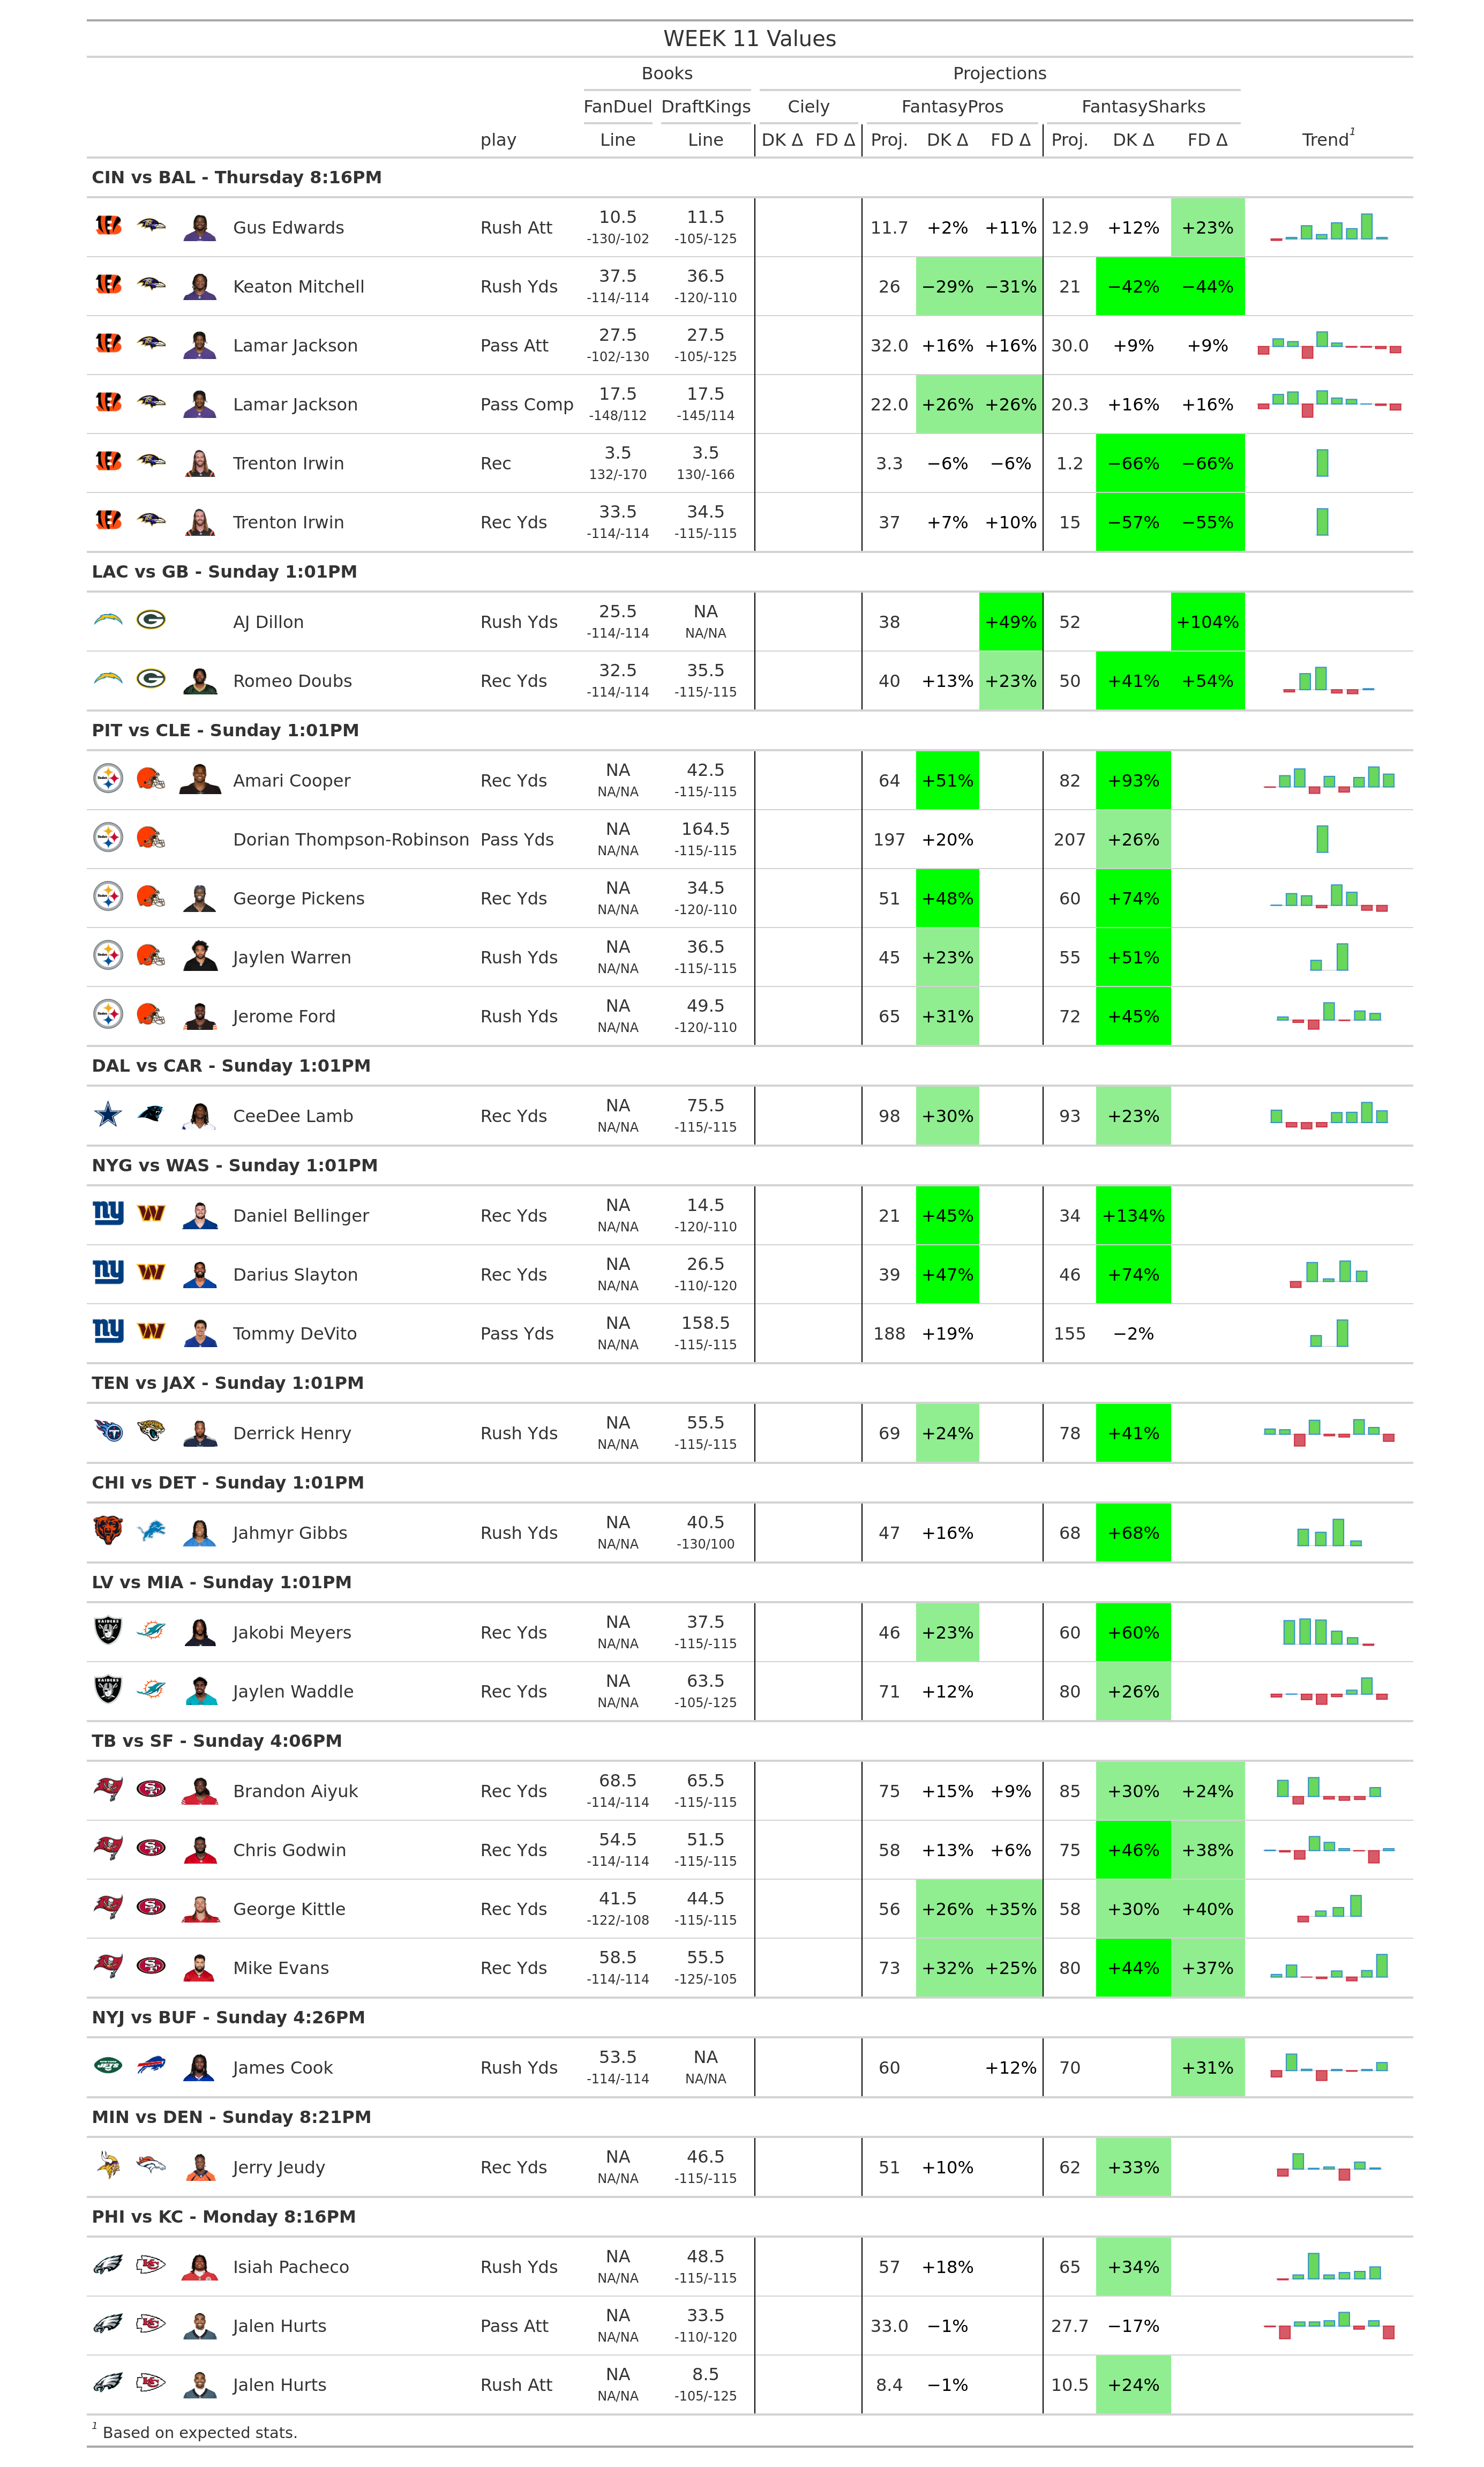 WEEK 11 Values
Books Projections
FanDuel DraftKings Ciely FantasyPros FantasySharks
play Line Line DK Δ FD Δ Proj. DK Δ FD Δ Proj. DK Δ FD Δ Trend1
CIN vs BAL - Thursday 8:16PM
Gus Edwards Rush Att 10.5 11.5 11.7 +2% +11% 12.9 +12% +23%
-130/-102 -105/-125
Keaton Mitchell Rush Yds 37.5 36.5 26 −29% −31% 21 −42% −44%
-114/-114 -120/-110
Lamar Jackson Pass Att 27.5 27.5 32.0 +16% +16% 30.0 +9% +9%
-102/-130 -105/-125
Lamar Jackson Pass Comp 17.5 17.5 22.0 +26% +26% 20.3 +16% +16%
-148/112 -145/114
Trenton Irwin Rec 3.5 3.5 3.3 −6% −6% 1.2 −66% −66%
132/-170 130/-166
Trenton Irwin Rec Yds 33.5 34.5 37 +7% +10% 15 −57% −55%
-114/-114 -115/-115
LAC vs GB - Sunday 1:01PM
AJ Dillon Rush Yds 25.5 NA 38 +49% 52 +104%
-114/-114 NA/NA
Romeo Doubs Rec Yds 32.5 35.5 40 +13% +23% 50 +41% +54%
-114/-114 -115/-115
PIT vs CLE - Sunday 1:01PM
Amari Cooper Rec Yds NA 42.5 64 +51% 82 +93%
NA/NA -115/-115
Dorian Thompson-Robinson Pass Yds NA 164.5 197 +20% 207 +26%
NA/NA -115/-115
George Pickens Rec Yds NA 34.5 51 +48% 60 +74%
NA/NA -120/-110
Jaylen Warren Rush Yds NA 36.5 45 +23% 55 +51%
NA/NA -115/-115
Jerome Ford Rush Yds NA 49.5 65 +31% 72 +45%
NA/NA -120/-110
DAL vs CAR - Sunday 1:01PM
CeeDee Lamb Rec Yds NA 75.5 98 +30% 93 +23%
NA/NA -115/-115
NYG vs WAS - Sunday 1:01PM
Daniel Bellinger Rec Yds NA 14.5 21 +45% 34 +134%
NA/NA -120/-110
Darius Slayton Rec Yds NA 26.5 39 +47% 46 +74%
NA/NA -110/-120
Tommy DeVito Pass Yds NA 158.5 188 +19% 155 −2%
NA/NA -115/-115
TEN vs JAX - Sunday 1:01PM
Derrick Henry Rush Yds NA 55.5 69 +24% 78 +41%
NA/NA -115/-115
CHI vs DET - Sunday 1:01PM
Jahmyr Gibbs Rush Yds NA 40.5 47 +16% 68 +68%
NA/NA -130/100
LV vs MIA - Sunday 1:01PM
Jakobi Meyers Rec Yds NA 37.5 46 +23% 60 +60%
NA/NA -115/-115
Jaylen Waddle Rec Yds NA 63.5 71 +12% 80 +26%
NA/NA -105/-125
TB vs SF - Sunday 4:06PM
Brandon Aiyuk Rec Yds 68.5 65.5 75 +15% +9% 85 +30% +24%
-114/-114 -115/-115
Chris Godwin Rec Yds 54.5 51.5 58 +13% +6% 75 +46% +38%
-114/-114 -115/-115
George Kittle Rec Yds 41.5 44.5 56 +26% +35% 58 +30% +40%
-122/-108 -115/-115
Mike Evans Rec Yds 58.5 55.5 73 +32% +25% 80 +44% +37%
-114/-114 -125/-105
NYJ vs BUF - Sunday 4:26PM
James Cook Rush Yds 53.5 NA 60 +12% 70 +31%
-114/-114 NA/NA
MIN vs DEN - Sunday 8:21PM
Jerry Jeudy Rec Yds NA 46.5 51 +10% 62 +33%
NA/NA -115/-115
PHI vs KC - Monday 8:16PM
Isiah Pacheco Rush Yds NA 48.5 57 +18% 65 +34%
NA/NA -115/-115
Jalen Hurts Pass Att NA 33.5 33.0 −1% 27.7 −17%
NA/NA -110/-120
Jalen Hurts Rush Att NA 8.5 8.4 −1% 10.5 +24%
NA/NA -105/-125
1 Based on expected stats.